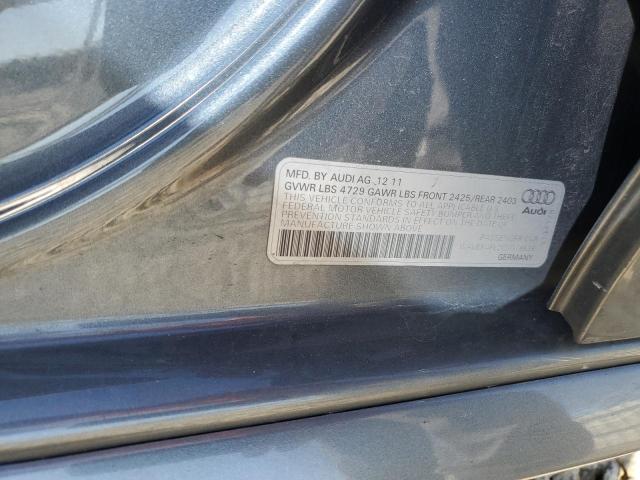 MFD. BY AUDI AG 12 11
GVWR LBS 4729 GAWR LBS FRONT 2425/REAR 2403
THIS VEHICLE CONFORMS TO ALL APPLICABLE U.S.
FEDERAL MOTOR VEHICLE SAFETY BUMPER AND THEFT
PREVENTION STANDARDS IN EFFECT ON THE DATE OF
MANUFACTURE SHOWN ABOVE
Audi
PASSENGER CAR
GERMANY